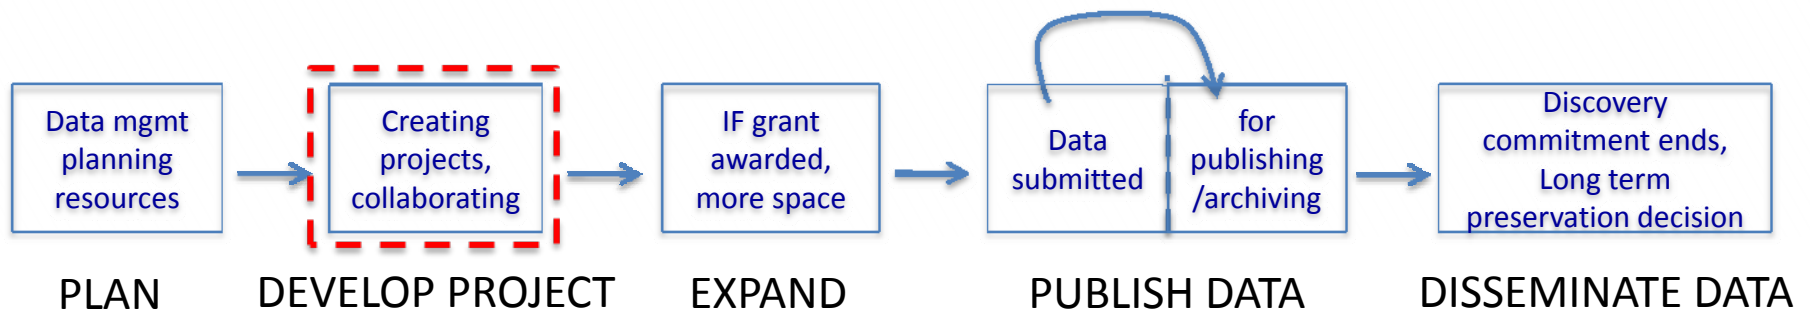 Data mgmt
planning
resources
Creating
projects,
collaborating
IF grant
awarded,
more space
Data
submitted
for
publishing
/archiving
Discovery
commitment ends,
Long term
preservation decision
PLAN
DEVELOP PROJECT
EXPAND
PUBLISH DATA
DISSEMINATE DATA